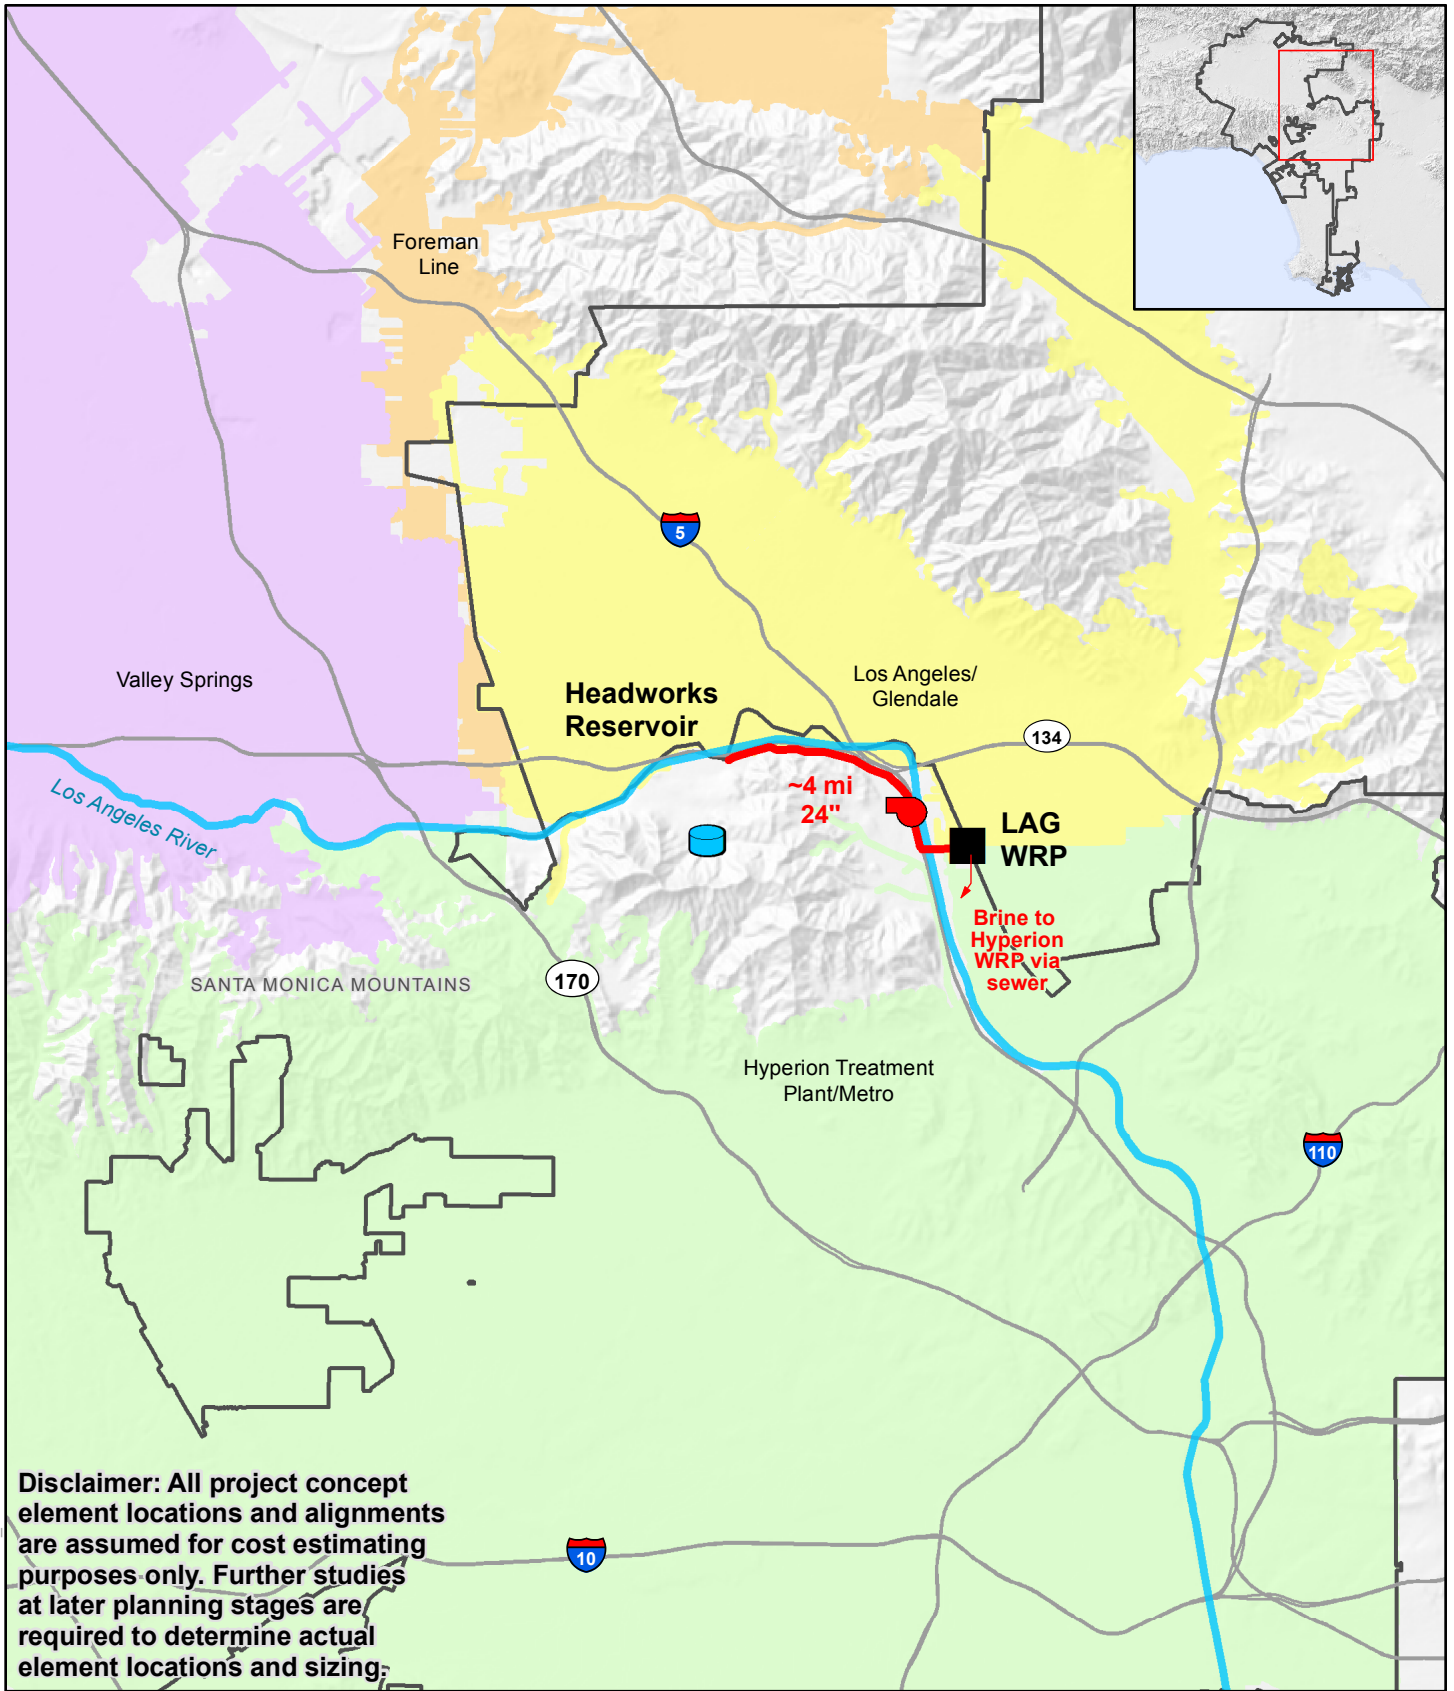 Foreman
Line
5
Valley Springs
Los Angeles/
Glendale
Headworks
Reservoir
134
~4 mi
24"
Los Angeles River
LAG
WRP
Brine to
Hyperion
WRP via
sewer
SANTA MONICA MOUNTAINS
170
Hyperion Treatment
Plant/Metro
110
Disclaimer: All project concept
element locations and alignments
are assumed for cost estimating
purposes only. Further studies
at later planning stages are
required to determine actual
element locations and sizing.
10